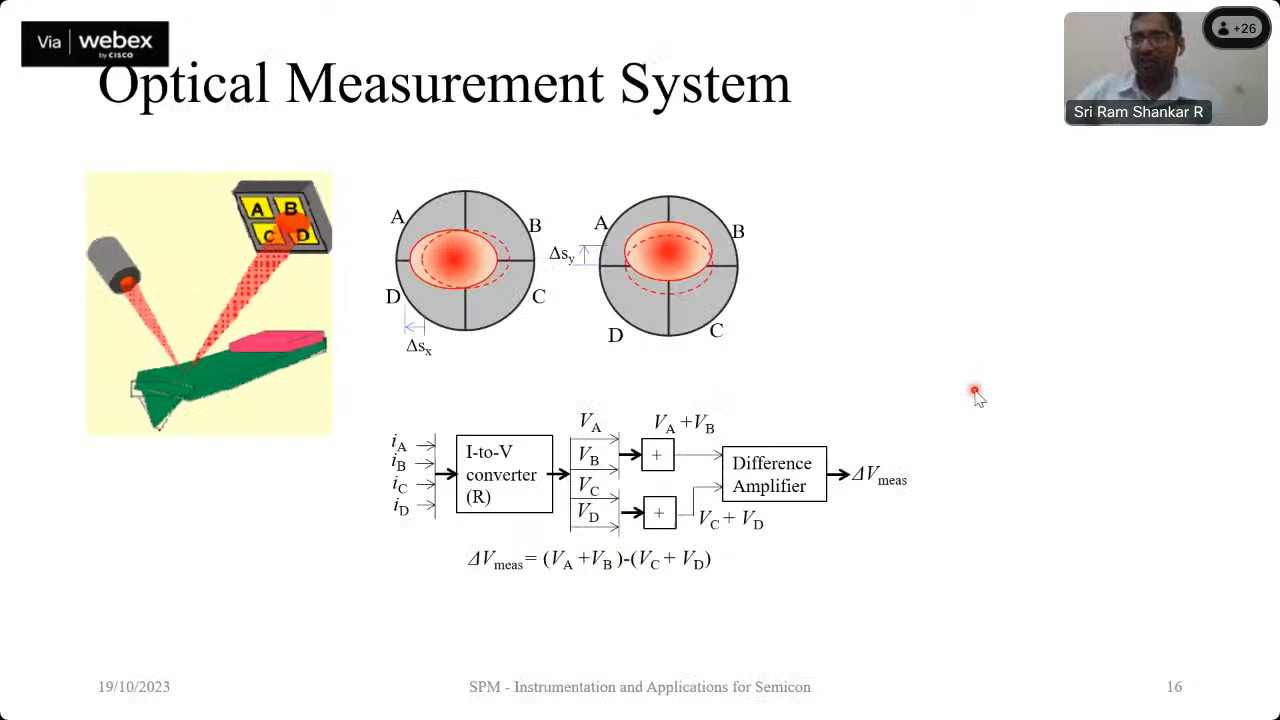 Via webex
by CISCO
+26
Sri Ram Shankar R
Optical Measurement System
A B
C D
A B
D C
Δsx
A B
Δsy
D C
iA
iB
iC
iD
I-to-V
converter
(R)
VA
VB
VC
VD
+
+
VA +VB
VC + VD
Difference
Amplifier
ΔVmeas
ΔVmeas = (VA +VB )-(VC + VD)
19/10/2023
SPM - Instrumentation and Applications for Semicon
16